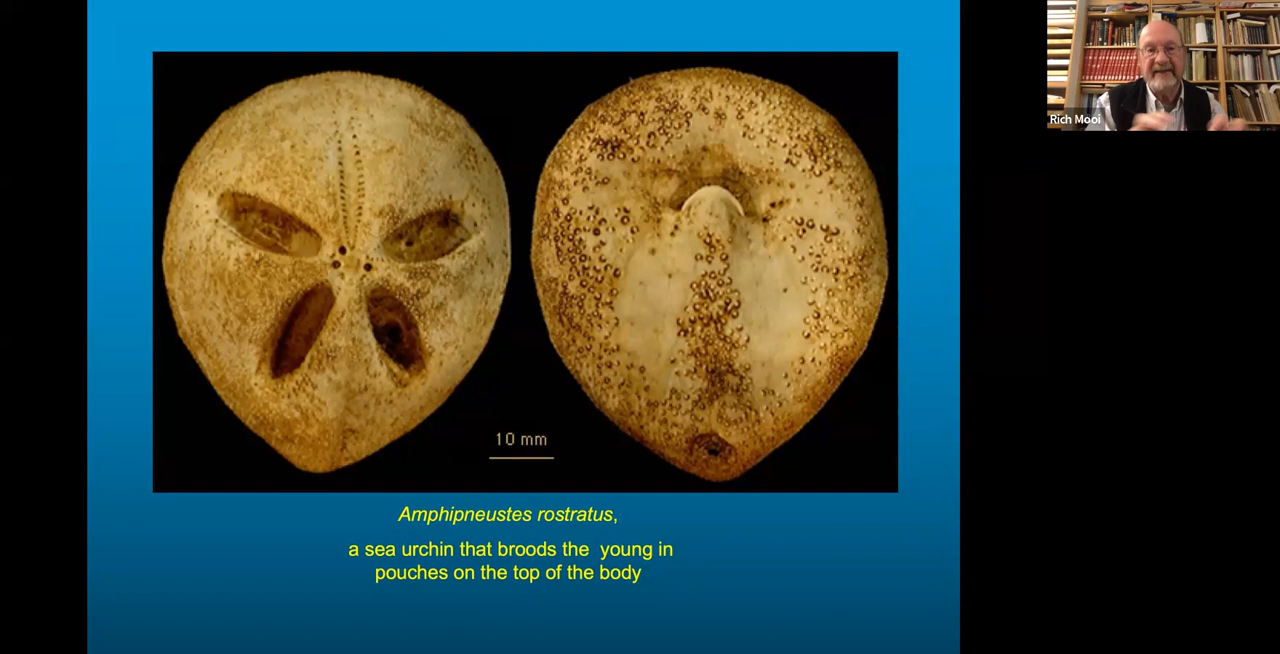 Rich Mooi
10 mm
Amphipneustes rostratus,
a sea urchin that broods the young in
pouches on the top of the body